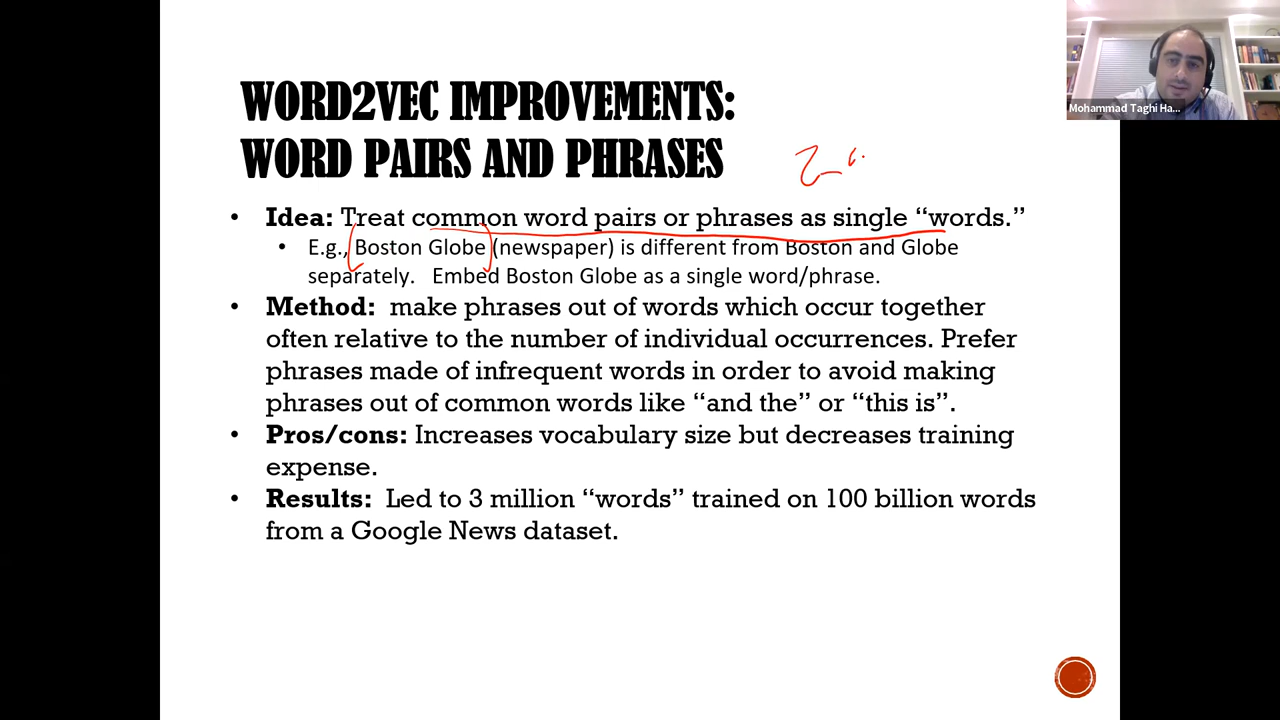 Mohammad Taghi Ha...
WORD2VEC IMPROVEMENTS:
WORD PAIRS AND PHRASES
• Idea: Treat common word pairs or phrases as single “words.”
• E.g., Boston Globe (newspaper) is different from Boston and Globe
separately. Embed Boston Globe as a single word/phrase.
• Method: make phrases out of words which occur together
often relative to the number of individual occurrences. Prefer
phrases made of infrequent words in order to avoid making
phrases out of common words like “and the” or “this is”.
• Pros/cons: Increases vocabulary size but decreases training
expense.
• Results: Led to 3 million “words” trained on 100 billion words
from a Google News dataset.